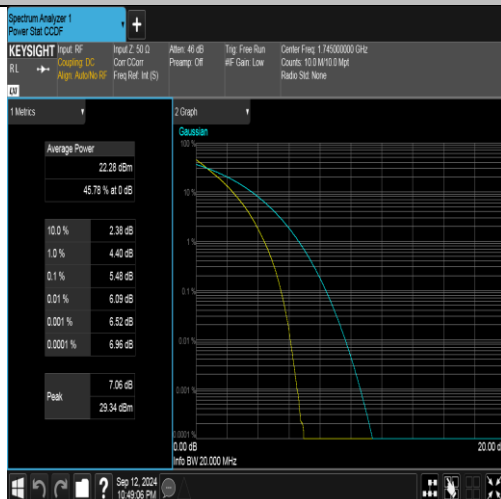 Spectrum Analyzer 1
Power Stat CCDF
+
KEYSIGHT
Input: RF
Coupling: DC
Align: Auto/No RF
Input Z: 50 Ω
Corr CCorr
Freq Ref: Int (S)
Atten: 46 dB
Preamp: Off
Trig: Free Run
#IF Gain: Low
Center Freq: 1.745000000 GHz
Counts: 10.0 M/10.0 Mpt
Radio Std: None
RL
LXI
1 Metrics
Average Power
22.28 dBm
45.78 % at 0 dB
10.0 % 2.38 dB
1.0 % 4.40 dB
0.1 % 5.48 dB
0.01 % 6.09 dB
0.001 % 6.52 dB
0.0001 % 6.96 dB
Peak
7.06 dB
29.34 dBm
2 Graph
Gaussian
100 %
10 %
1 %
0.1 %
0.01 %
0.001 %
0.0001 %
0.00 dB
20.00 d
Info BW 20.000 MHz
?
Sep 12, 2024
10:49:06 PM